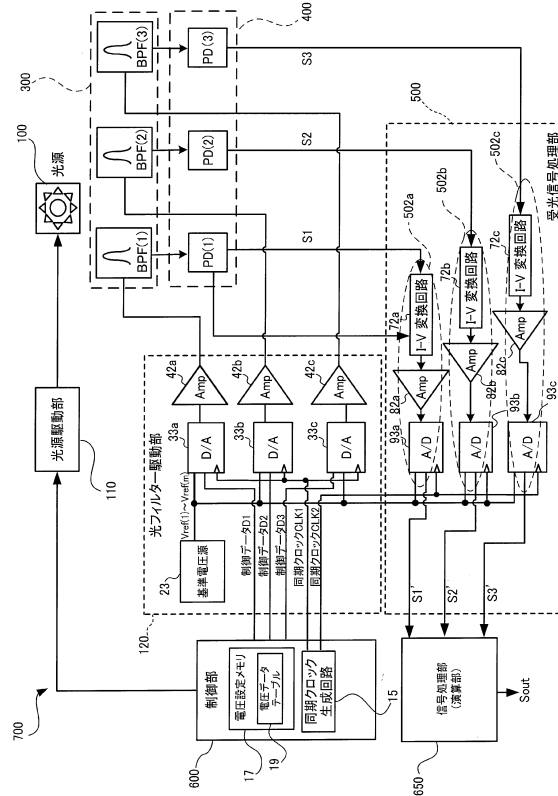 700
600
制御部
電圧設定メモリ
電圧データ
テーブル
17
19
同期クロック
生成回路
15
光源駆動部
110
光源
100
300
BPF(1)
BPF(2)
BPF(3)
400
PD(1)
PD(2)
PD(3)
S1
S2
S3
120
光フィルター駆動部
23
基準電圧源
Vref(1)~Vref(m)
制御データD1
制御データD2
制御データD3
同期クロックCLK1
同期クロックCLK2
33a
D/A
33b
D/A
33c
D/A
42a
Amp
42b
Amp
42c
Amp
500
受光信号処理部
502a
72a
I-V 変換回路
502b
72b
I-V 変換回路
502c
72c
I-V 変換回路
82a
Amp
82b
Amp
82c
Amp
93a
A/D
93b
A/D
93c
A/D
S1'
S2'
S3'
信号処理部
(演算部)
650
Sout